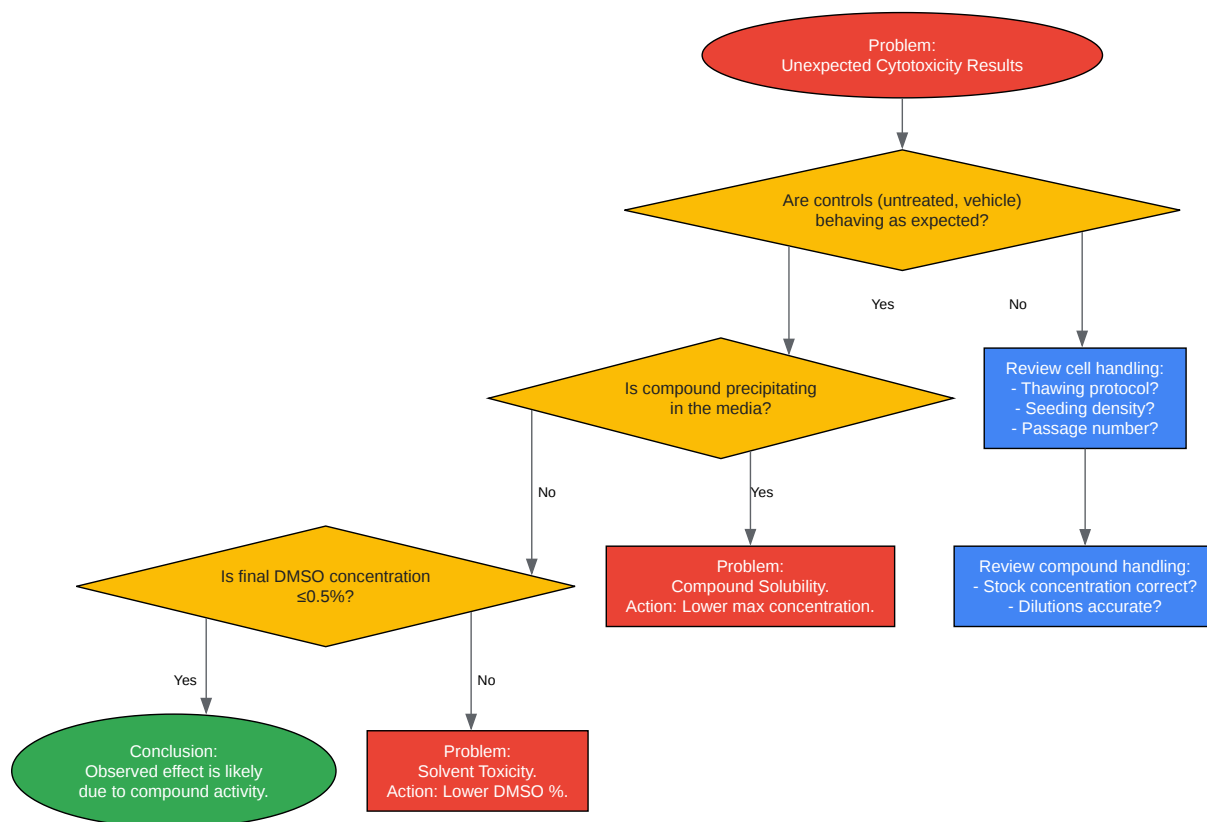 Problem:
Unexpected Cytotoxicity Results
Are controls (untreated, vehicle)
behaving as expected?
Yes
No
Is compound precipitating
in the media?
Review cell handling:
- Thawing protocol?
- Seeding density?
- Passage number?
No
Yes
Is final DMSO concentration
≤0.5%?
Problem:
Compound Solubility.
Action: Lower max concentration.
Review compound handling:
- Stock concentration correct?
- Dilutions accurate?
Yes
No
Conclusion:
Observed effect is likely
due to compound activity.
Problem:
Solvent Toxicity.
Action: Lower DMSO %.